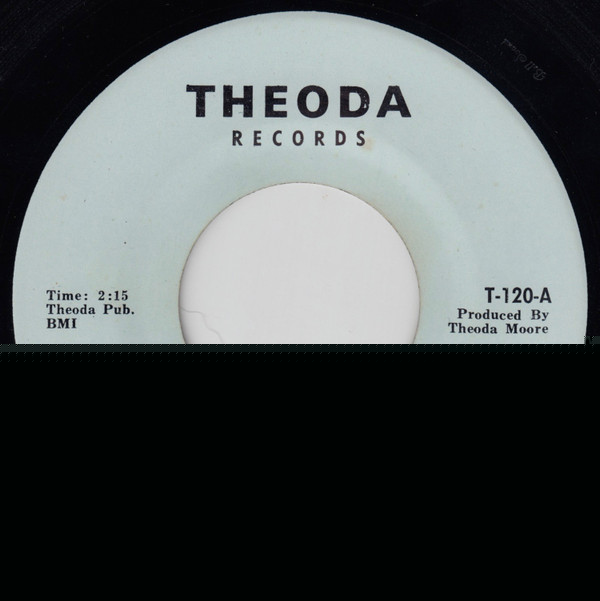 THEODA
RECORDS
Time: 2:15
Theoda Pub.
BMI
T-120-A
Produced By
Theoda Moore